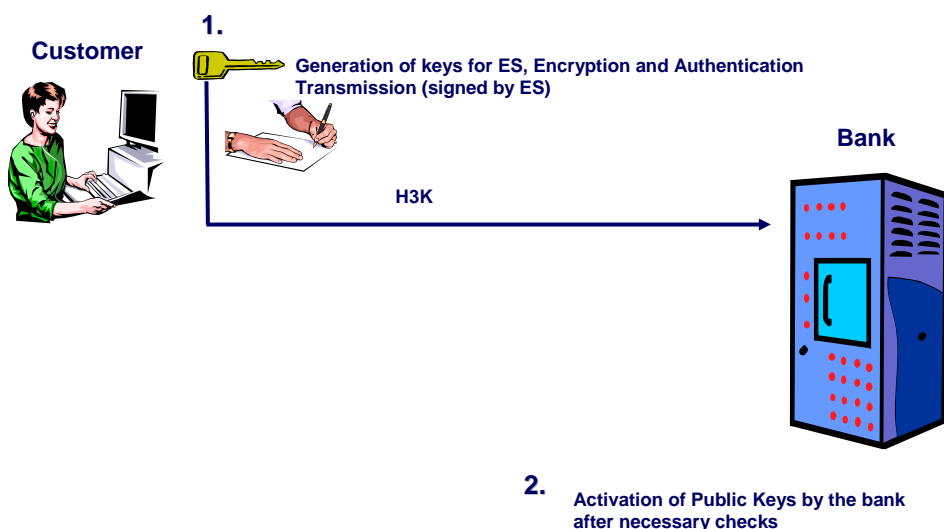 1.
Customer
Generation of keys for ES, Encryption and Authentication
Transmission (signed by ES)
Bank
H3K
2.
Activation of Public Keys by the bank
after necessary checks